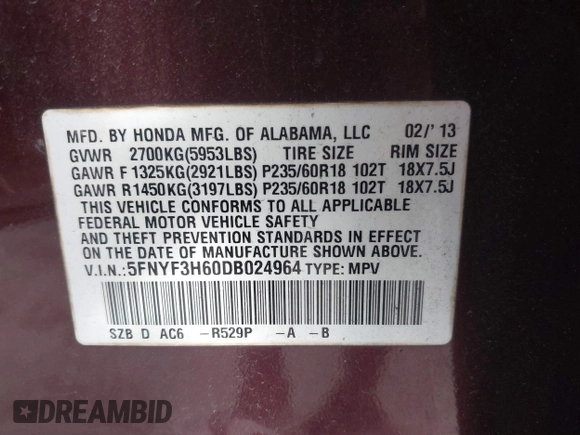 MFD. BY HONDA MFG. OF ALABAMA, LLC 02/' 13
GVWR 2700KG(5953LBS) TIRE SIZE RIM SIZE
GAWR F 1325KG(2921LBS) P235/60R18 102T 18X7.5J
GAWR R1450KG(3197LBS) P235/60R18 102T 18X7.5J
THIS VEHICLE CONFORMS TO ALL APPLICABLE
FEDERAL MOTOR VEHICLE SAFETY
AND THEFT PREVENTION STANDARDS IN EFFECT
ON THE DATE OF MANUFACTURE SHOWN ABOVE.
V.I.N.:5FNYF3H60DB024964 TYPE: MPV
SZB D AC6 -R529P -A -B
DREAMBID